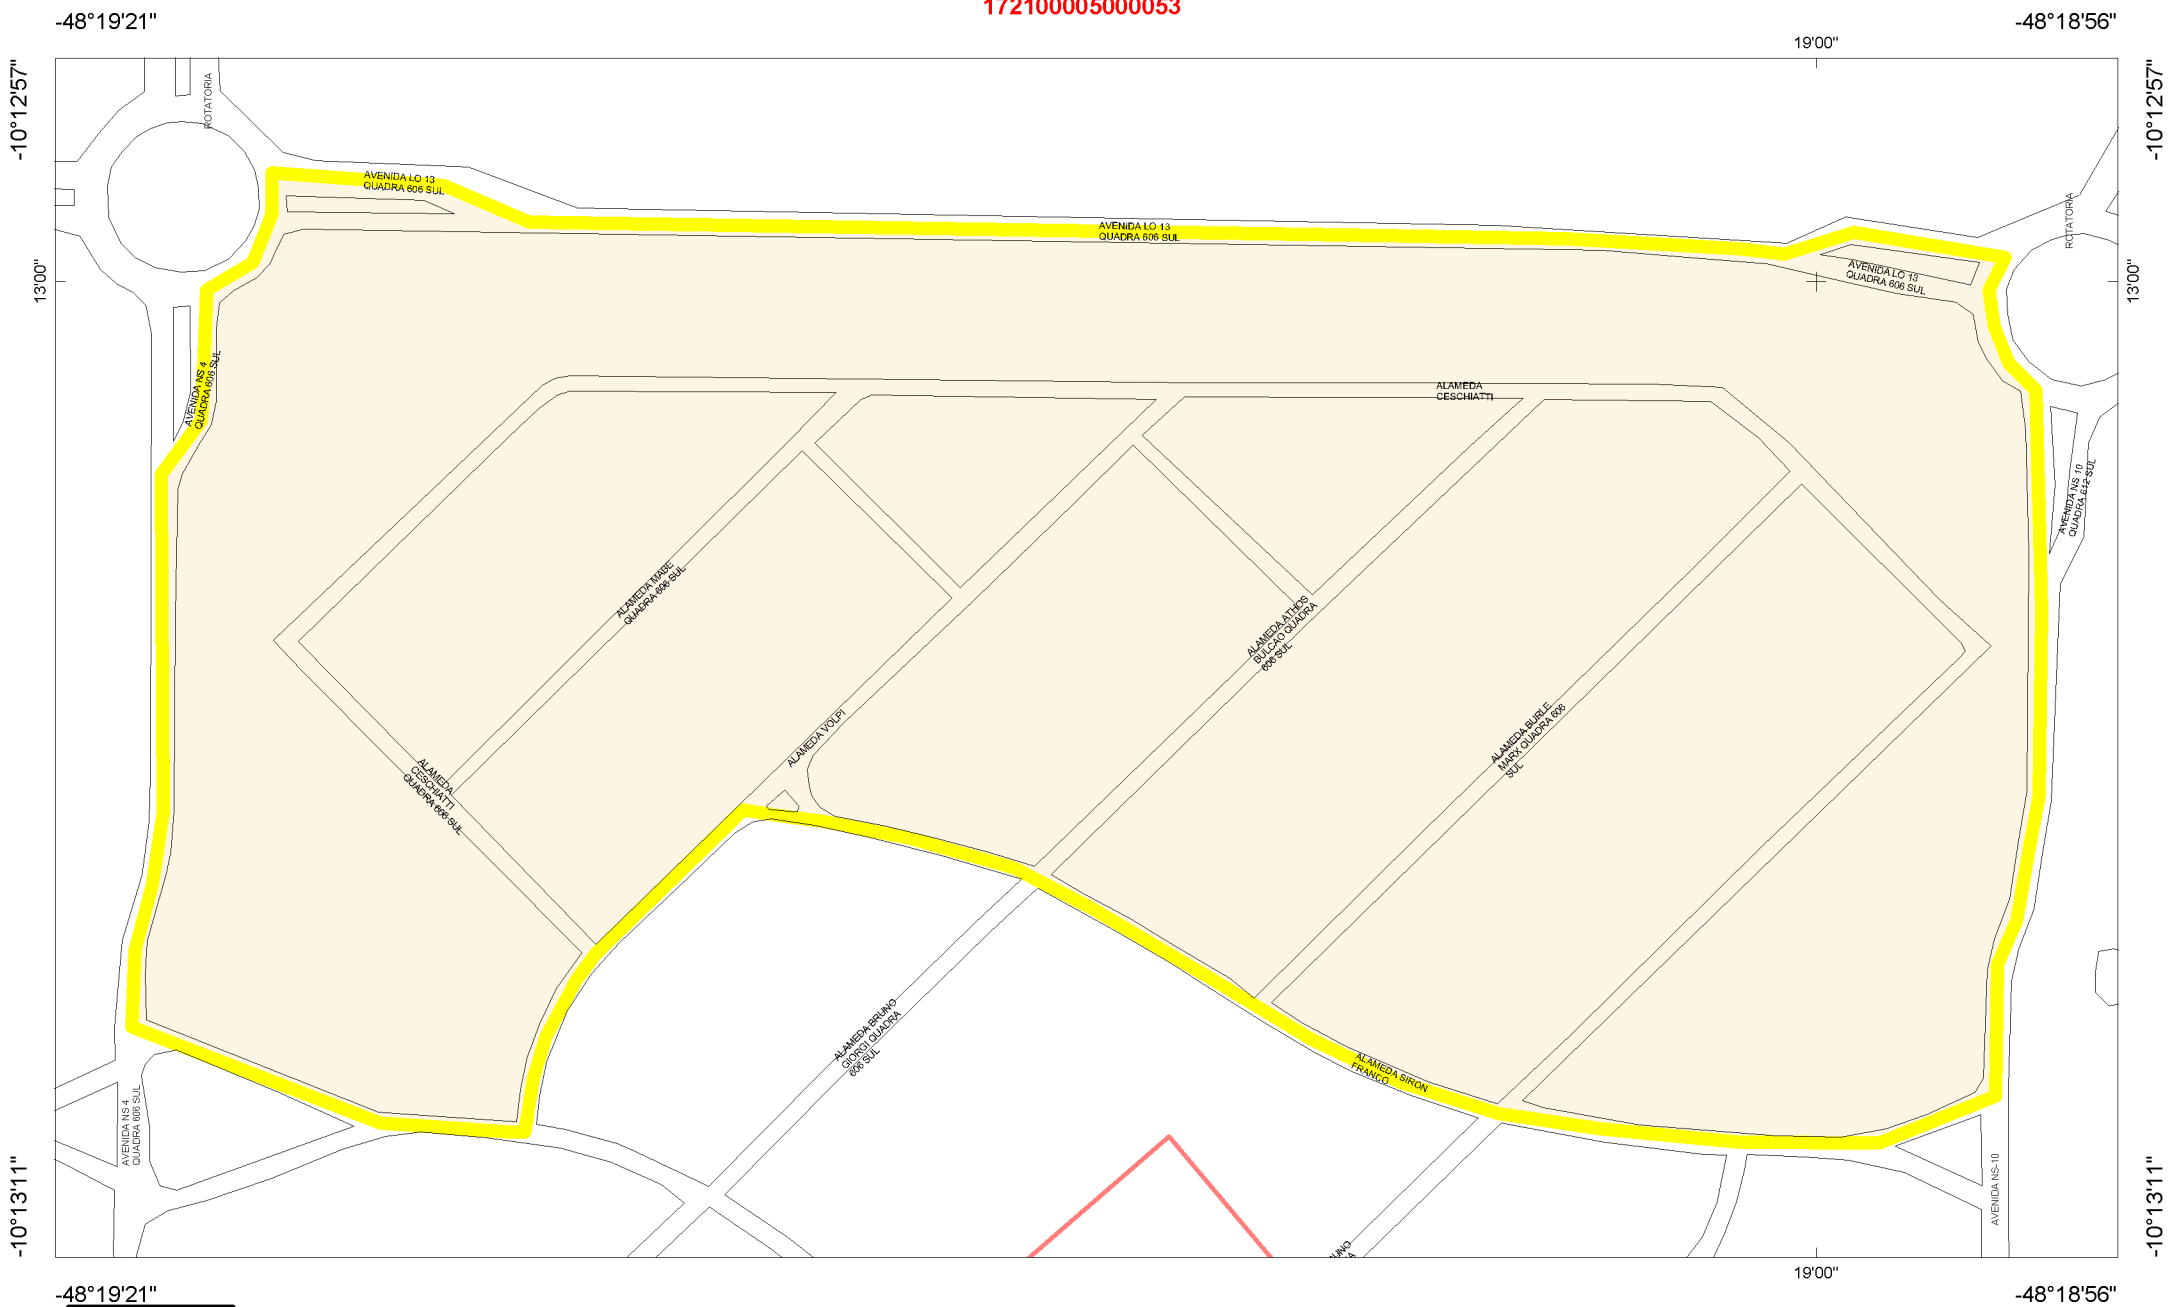 172100005000053
-48°19'21"
-48°18'56"
19'00"
-10°12'57"
-10°12'57"
ROTATORIA
AVENIDA LO 13
QUADRA 606 SUL
ROTATORIA
AVENIDA LO 13
QUADRA 606 SUL
AVENIDA LO 13
QUADRA 606 SUL
13'00"
13'00"
AVENIDA NS 4
QUADRA 606 SUL
ALAMEDA
CESCHIATTI
AVENIDA NS 10
QUADRA 612 SUL
ALAMEDA MABE
QUADRA 606 SUL
ALAMEDA ATHOS
BULCAO QUADRA
606 SUL
ALAMEDA VOLPI
ALAMEDA BURLE
MARX QUADRA 606
SUL
ALAMEDA
CESCHIATTI
QUADRA 606 SUL
ALAMEDA BRUNO
GIORGI QUADRA
606 SUL
ALAMEDA SIRON
FRANCO
AVENIDA NS 4
QUADRA 606 SUL
AVENIDA NS-10
-10°13'11"
-10°13'11"
19'00"
-48°19'21"
-48°18'56"